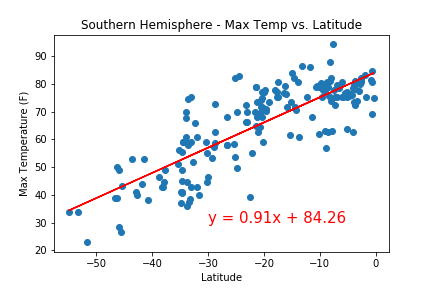 Southern Hemisphere - Max Temp vs. Latitude
Max Temperature (F)
90
80
70
60
50
40
30
20
y = 0.91x + 84.26
−50 −40 −30 −20 −10 0
Latitude